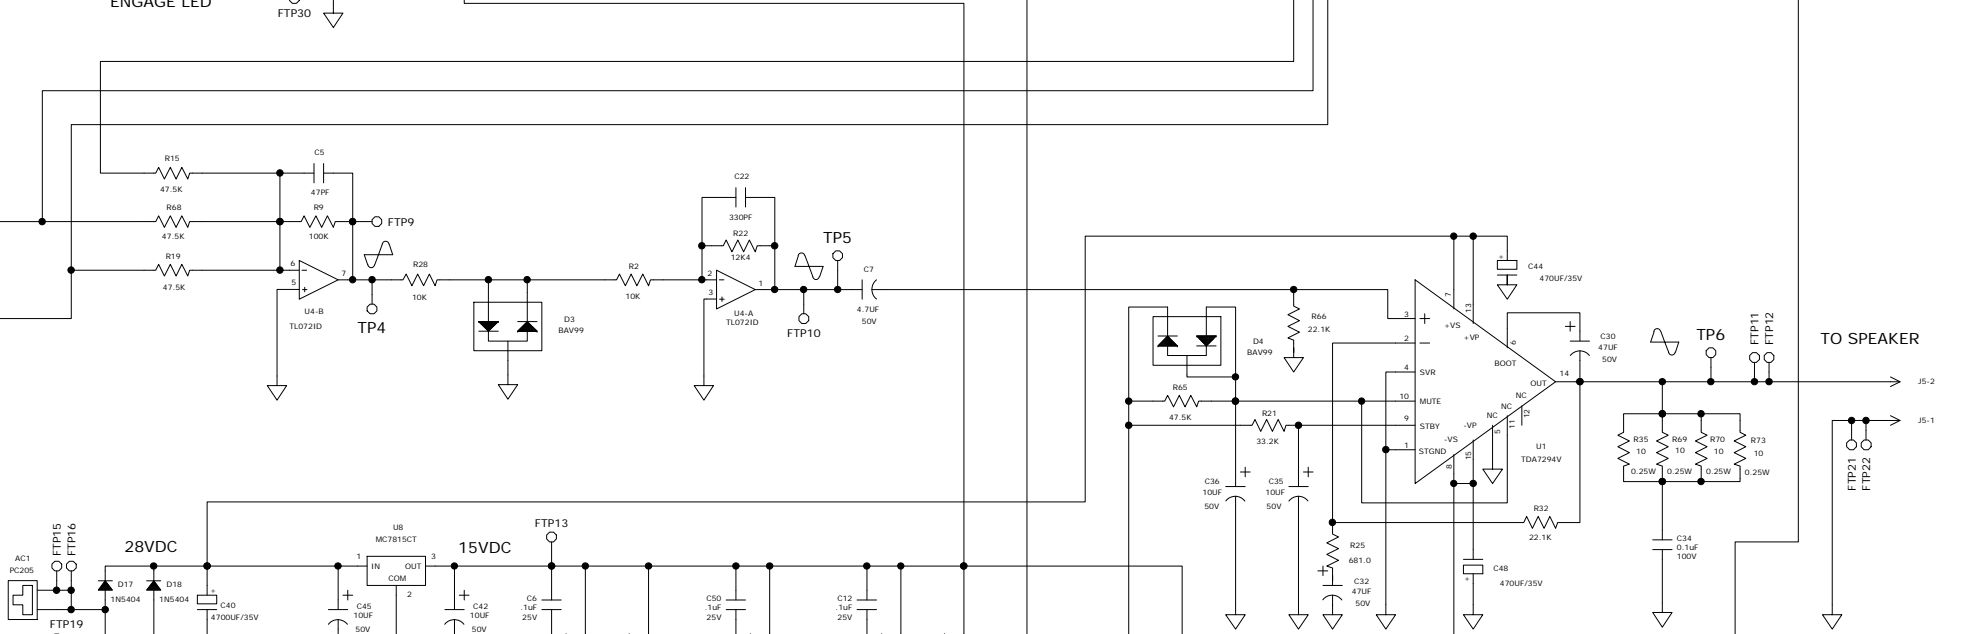 ENGAGE LED
FTP30
R15
47.5K
C5
47PF
R68
47.5K
R9
100K
FTP9
R19
47.5K
6
5
7
U4-B
TL072ID
TP4
R28
10K
D3
BAV99
R2
10K
C22
330PF
R22
12K4
2
3
1
U4-A
TL072ID
TP5
FTP10
C7
4.7UF
50V
D4
BAV99
R66
22.1K
R65
47.5K
R21
33.2K
C36
10UF
50V
C35
10UF
50V
3
2
4
SVR
10
MUTE
9
STBY
1
STGND
7
13
+VS
+VP
6
BOOT
14
OUT
NC
NC
NC
12
11
5
-VP
-VS
15
8
U1
TDA7294V
C44
470UF/35V
C30
47UF
50V
TP6
FTP11
FTP12
TO SPEAKER
J5-2
J5-1
FTP21
FTP22
R35
10
0.25W
R69
10
0.25W
R70
10
0.25W
R73
10
0.25W
R32
22.1K
R25
681.0
C32
47UF
50V
C48
470UF/35V
C34
0.1uF
100V
AC1
PC205
FTP15
FTP16
FTP19
28VDC
D17
1N5404
D18
1N5404
C40
4700UF/35V
C45
10UF
50V
U8
MC7815CT
1
IN
OUT
3
COM
2
15VDC
C42
10UF
50V
FTP13
C6
.1uF
25V
C50
.1uF
25V
C12
.1uF
25V